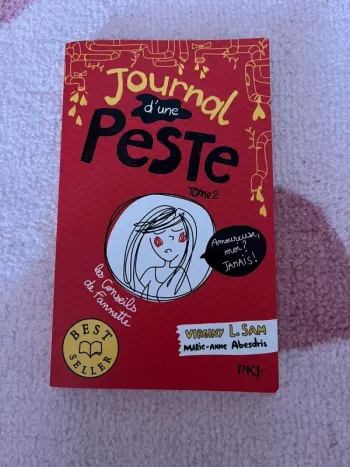 Journal
d'une
PESTE
Tome 2
Amoureuse,
moi?
JAMAIS!
les Conseils
de Fannette
BEST
SELLER
VIRGINY L. SAM
MARIE-ANNE Abesdris
PKJ.